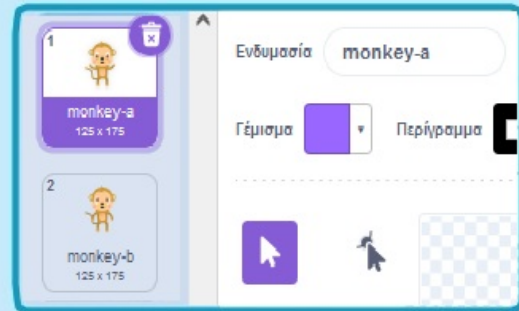 1
monkey-a
125 x 175
2
monkey-b
125 x 175
Ενδυμασία monkey-a
Γέμισμα Περίγραμμα